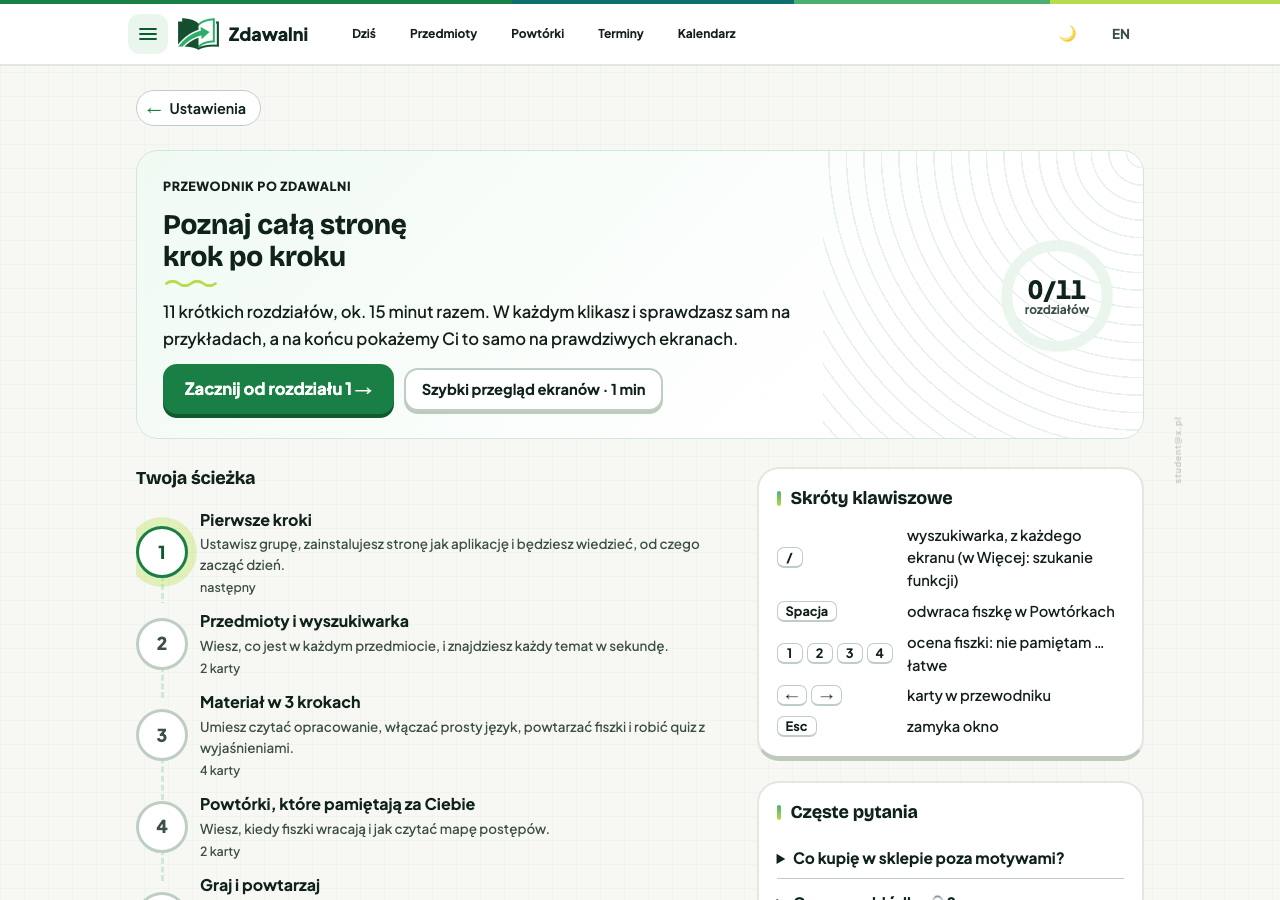 Zdawalni
Dziś
Przedmioty
Powtórki
Terminy
Kalendarz
EN
← Ustawienia
PRZEWODNIK PO ZDAWALNI
Poznaj całą stronę
krok po kroku
11 krótkich rozdziałów, ok. 15 minut razem. W każdym klikasz i sprawdzasz sam na
przykładach, a na końcu pokażemy Ci to samo na prawdziwych ekranach.
Zacznij od rozdziału 1 →
Szybki przegląd ekranów · 1 min
0/11
rozdziałów
student@x.pl
Twoja ścieżka
1
Pierwsze kroki
Ustawisz grupę, zainstalujesz stronę jak aplikację i będziesz wiedzieć, od czego
zacząć dzień.
następny
2
Przedmioty i wyszukiwarka
Wiesz, co jest w każdym przedmiocie, i znajdziesz każdy temat w sekundę.
2 karty
3
Materiał w 3 krokach
Umiesz czytać opracowanie, włączać prosty język, powtarzać fiszki i robić quiz z
wyjaśnieniami.
4 karty
4
Powtórki, które pamiętają za Ciebie
Wiesz, kiedy fiszki wracają i jak czytać mapę postępów.
2 karty
Graj i powtarzaj
Skróty klawiszowe
/
wyszukiwarka, z każdego
ekranu (w Więcej: szukanie
funkcji)
Spacja
odwraca fiszkę w Powtórkach
1 2 3 4
ocena fiszki: nie pamiętam …
łatwe
← →
karty w przewodniku
Esc
zamyka okno
Częste pytania
Co kupię w sklepie poza motywami?